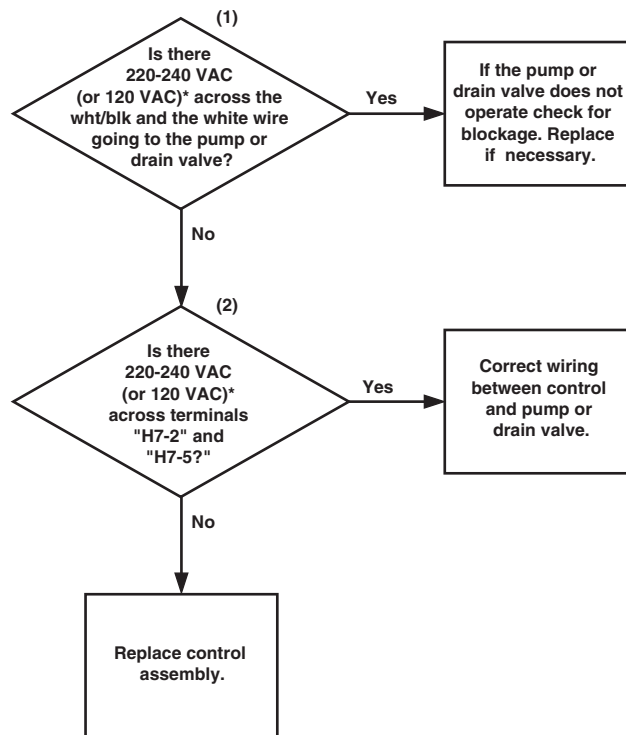 (1)
Is there
220-240 VAC
(or 120 VAC)* across the
wht/blk and the white wire
going to the pump or
drain valve?
Yes
If the pump or
drain valve does not
operate check for
blockage. Replace
if necessary.
No
(2)
Is there
220-240 VAC
(or 120 VAC)*
across terminals
"H7-2" and
"H7-5?"
Yes
Correct wiring
between control
and pump or
drain valve.
No
Replace control
assembly.